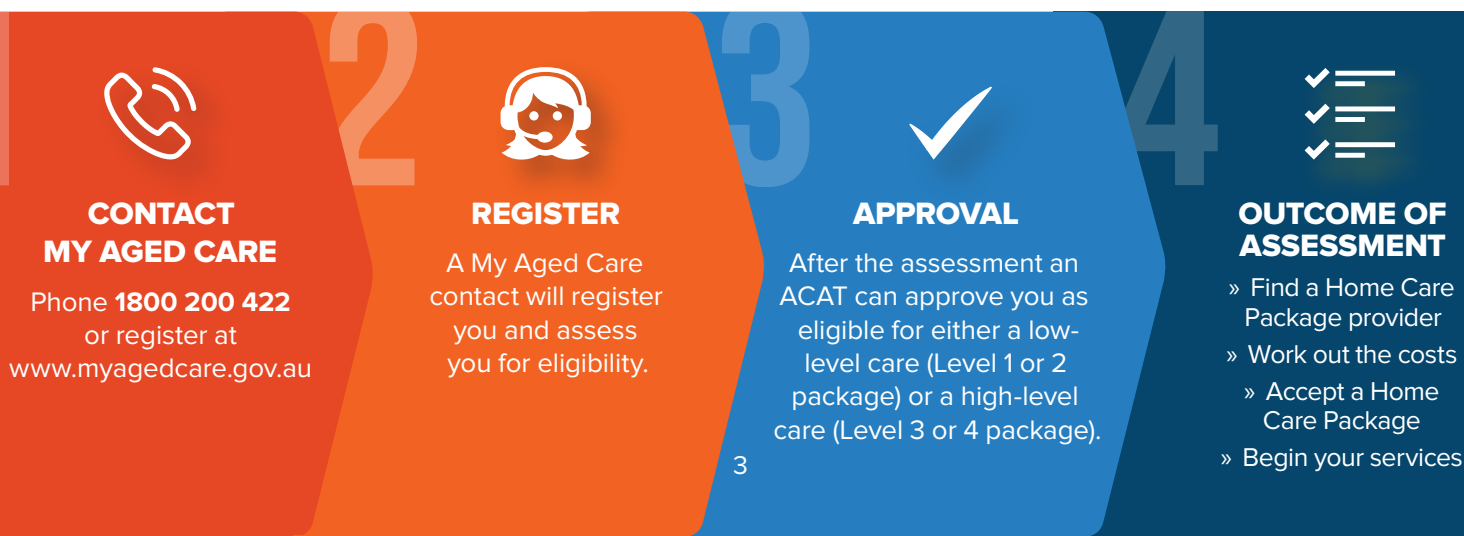 1
CONTACT
MY AGED CARE
Phone 1800 200 422
or register at
www.myagedcare.gov.au
2
REGISTER
A My Aged Care
contact will register
you and assess
you for eligibility.
3
APPROVAL
After the assessment an
ACAT can approve you as
eligible for either a low-
level care (Level 1 or 2
package) or a high-level
care (Level 3 or 4 package).
4
OUTCOME OF
ASSESSMENT
» Find a Home Care
Package provider
» Work out the costs
» Accept a Home
Care Package
» Begin your services
3